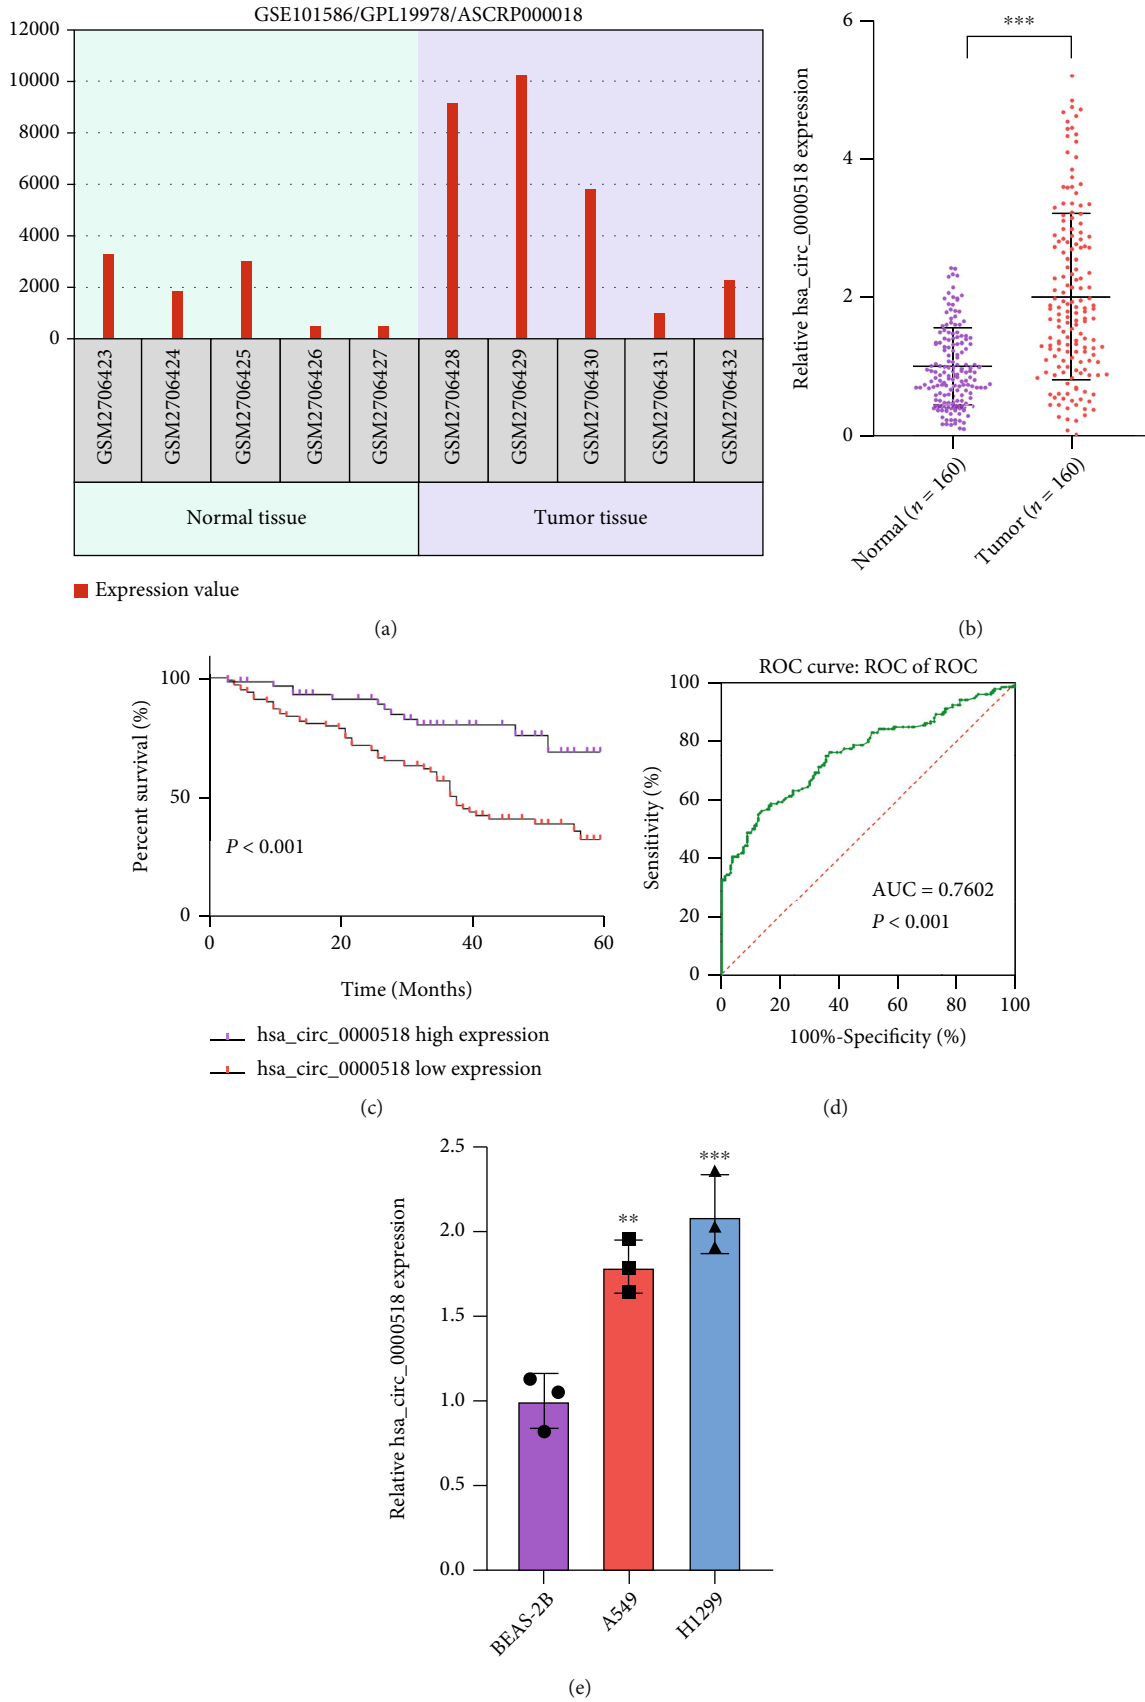 GSE101586/GPL19978/ASCRP000018
12000
10000
8000
6000
4000
2000
0
GSM2706423
GSM2706424
GSM2706425
GSM2706426
GSM2706427
GSM2706428
GSM2706429
GSM2706430
GSM2706431
GSM2706432
Normal tissue
Tumor tissue
Expression value
(a)
Relative hsa_circ_0000518 expression
6
4
2
0
***
Normal (n = 160)
Tumor (n = 160)
(b)
Percent survival (%)
100
50
0
P < 0.001
0
20
40
60
Time (Months)
hsa_circ_0000518 high expression
hsa_circ_0000518 low expression
(c)
ROC curve: ROC of ROC
Sensitivity (%)
100
80
60
40
20
0
AUC = 0.7602
P < 0.001
0
20
40
60
80
100
100%-Specificity (%)
(d)
Relative hsa_circ_0000518 expression
2.5
2.0
1.5
1.0
0.5
0.0
**
***
BEAS-2B
A549
H1299
(e)